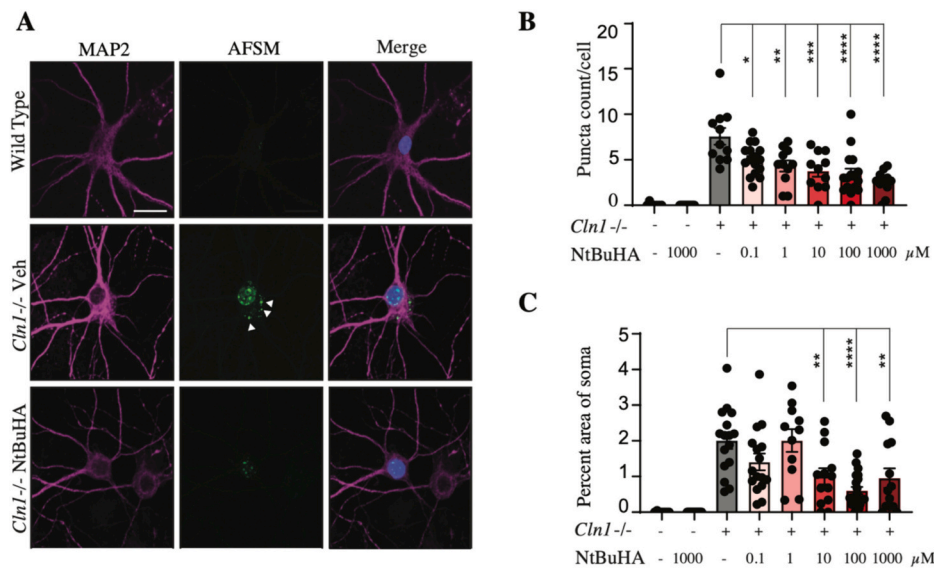 A
MAP2 AFSM Merge
Wild Type
Cln1-/- Veh
Cln1-/- NtBuHA
B
Puncta count/cell
20
15
10
5
0
* ** *** **** ****
Cln1-/- - - + + + + + +
NtBuHA - 1000 - 0.1 1 10 100 1000 µM
C
Percent area of soma
5
4
3
2
1
0
** **** **
Cln1-/- - - + + + + + +
NtBuHA - 1000 - 0.1 1 10 100 1000 µM